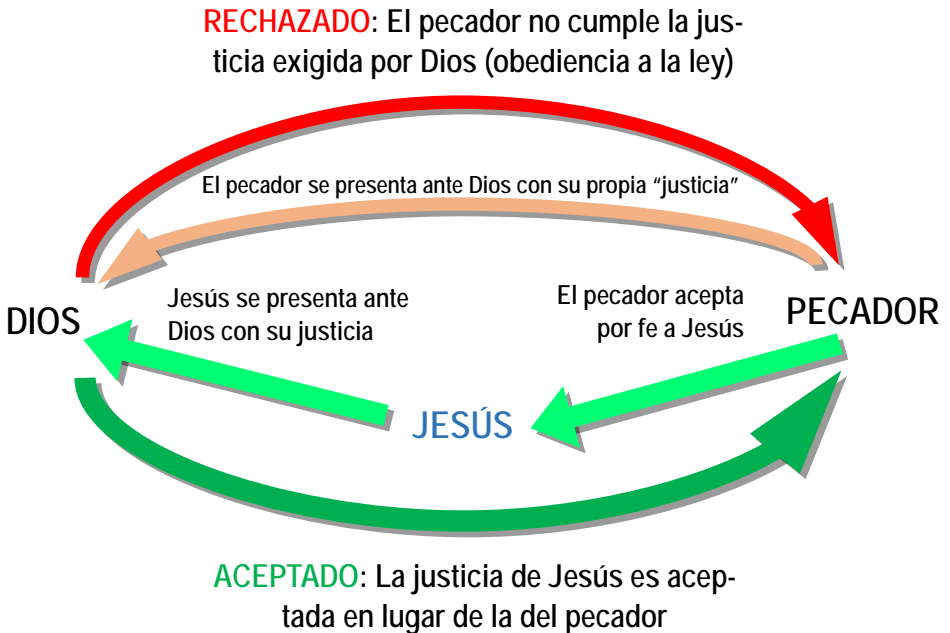 RECHAZADO: El pecador no cumple la jus-
ticia exigida por Dios (obediencia a la ley)
El pecador se presenta ante Dios con su propia “justicia”
Jesús se presenta ante
Dios con su justicia
El pecador acepta
por fe a Jesús
DIOS
PECADOR
JESÚS
ACEPTADO: La justicia de Jesús es acep-
tada en lugar de la del pecador